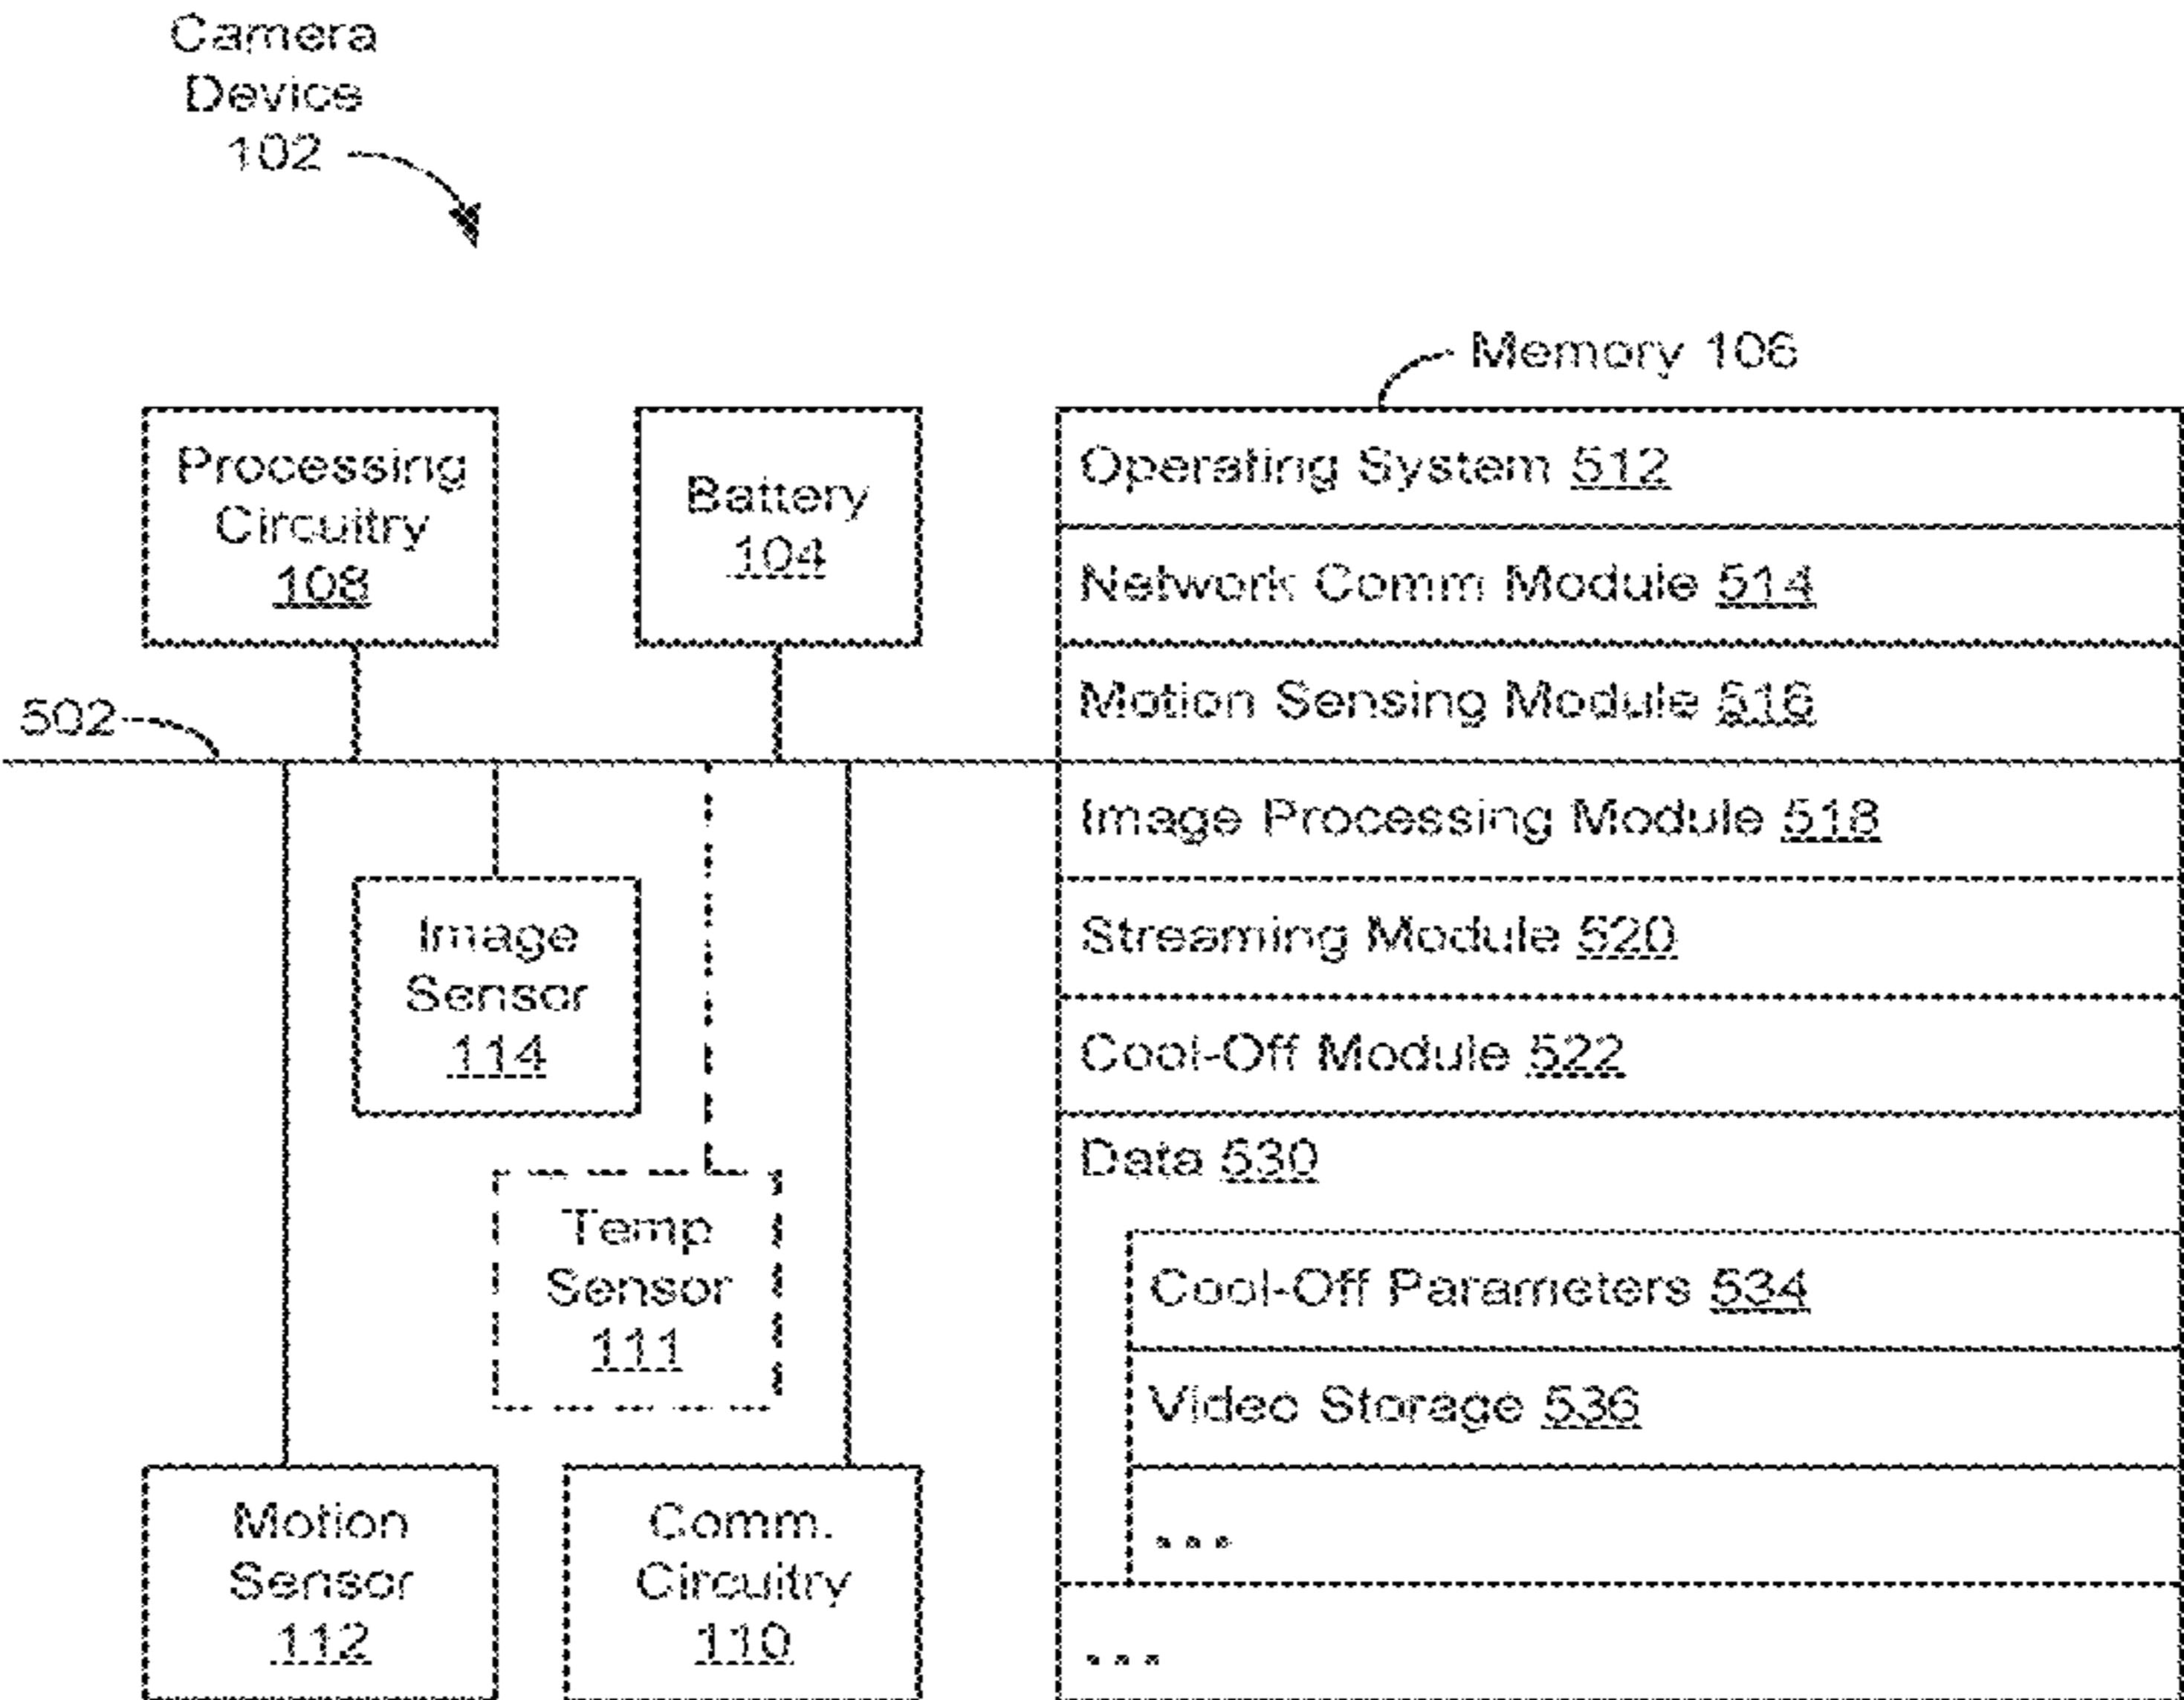 Camera
Device
102
Memory 106
Processing
Circuitry
108
Battery
104
502
Image
Sensor
114
Temp
Sensor
111
Motion
Sensor
112
Comm.
Circuitry
110
Operating System 512
Network Comm Module 514
Motion Sensing Module 516
Image Processing Module 518
Streaming Module 520
Cool-Off Module 522
Data 530
Cool-Off Parameters 534
Video Storage 536
...
...